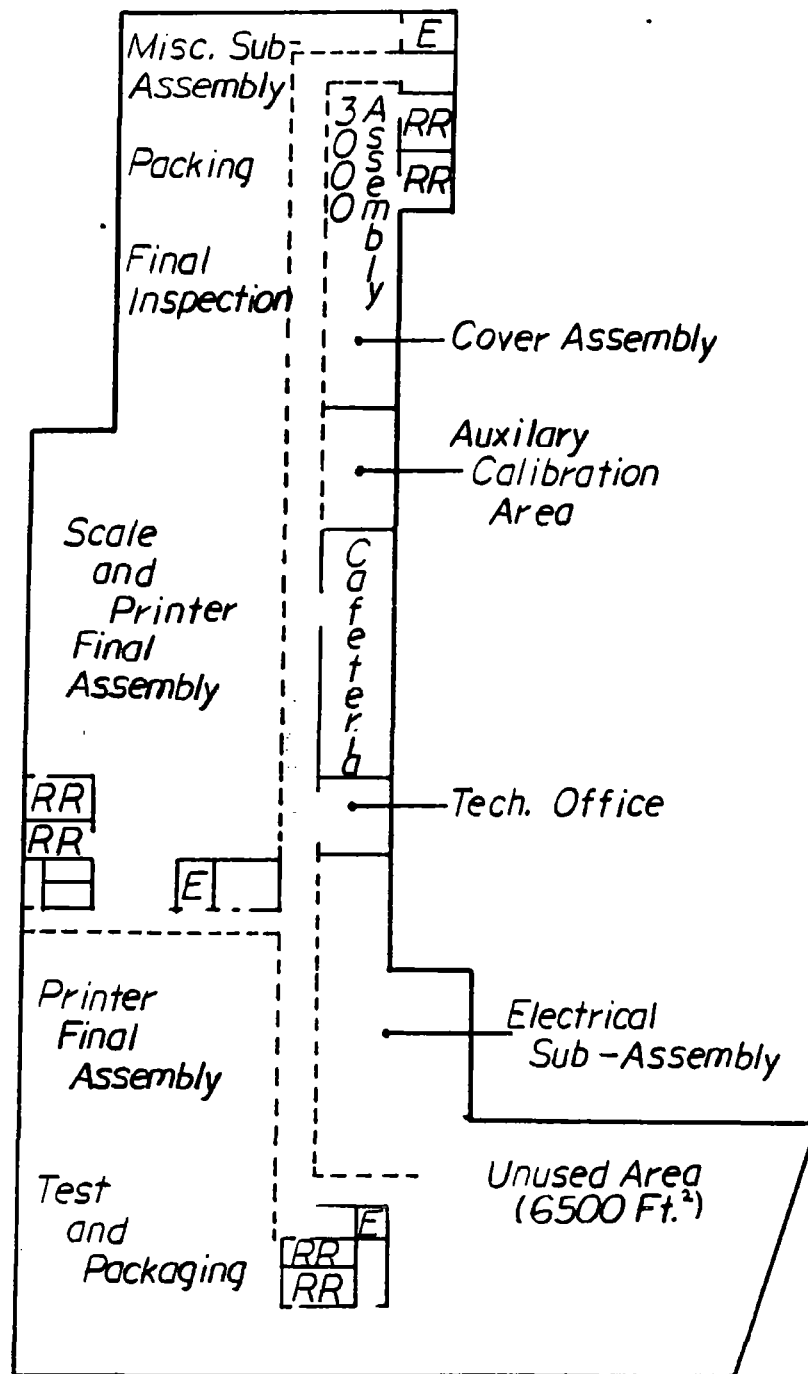 Misc. Sub-
Assembly
E
3000
Assembly
RR
RR
Packing
Final
Inspection
Cover Assembly
Auxilary
Calibration
Area
Scale
and
Printer
Final
Assembly
Cafeteria
RR
RR
E
Tech. Office
Printer
Final
Assembly
Electrical
Sub-Assembly
Test
and
Packaging
E
RR
RR
Unused Area
(6500 Ft.²)